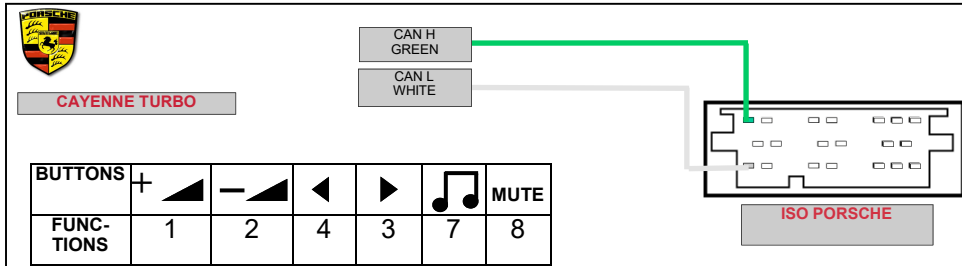 PORSCHE
CAN H
GREEN
CAN L
WHITE
CAYENNE TURBO
BUTTONS + − MUTE
FUNC- 1 2 4 3 7 8
TIONS
ISO PORSCHE